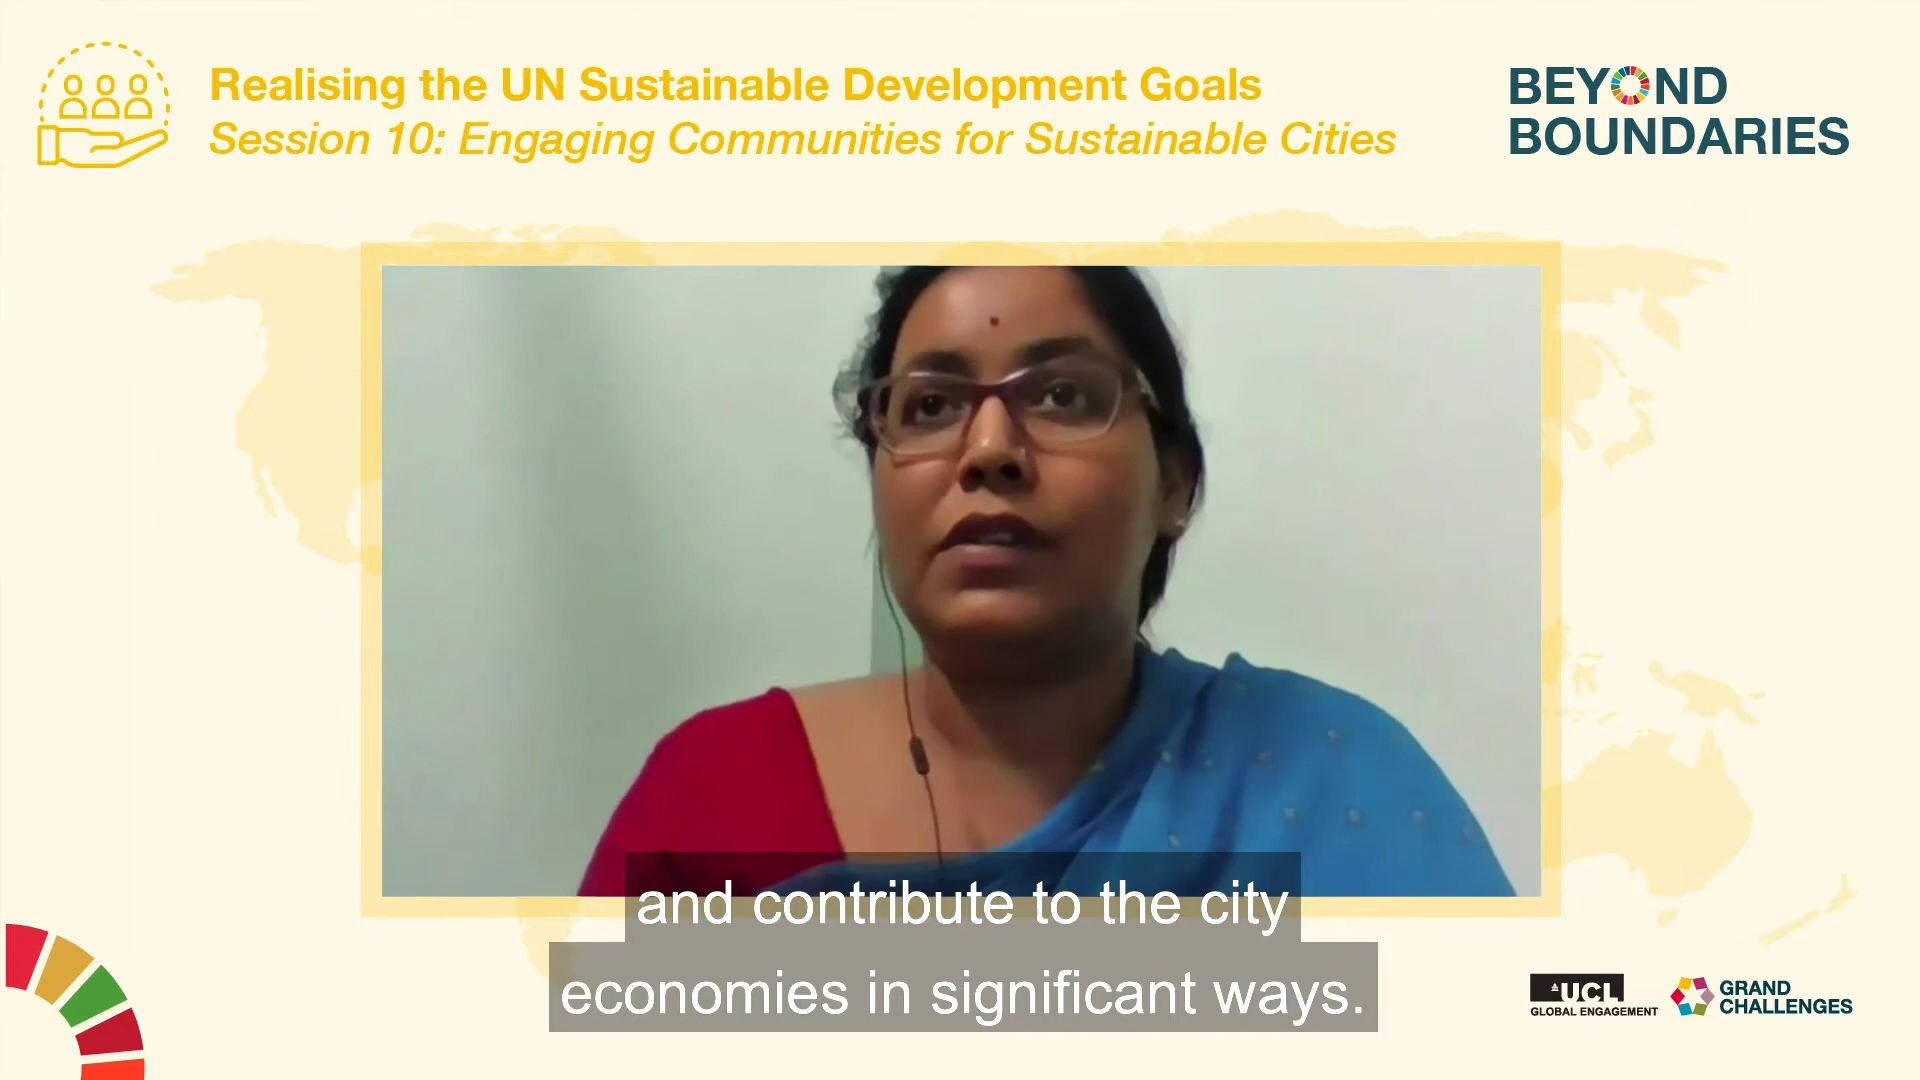 Realising the UN Sustainable Development Goals
Session 10: Engaging Communities for Sustainable Cities
BEYOND
BOUNDARIES
and contribute to the city
economies in significant ways.
UCL
GLOBAL ENGAGEMENT
GRAND
CHALLENGES